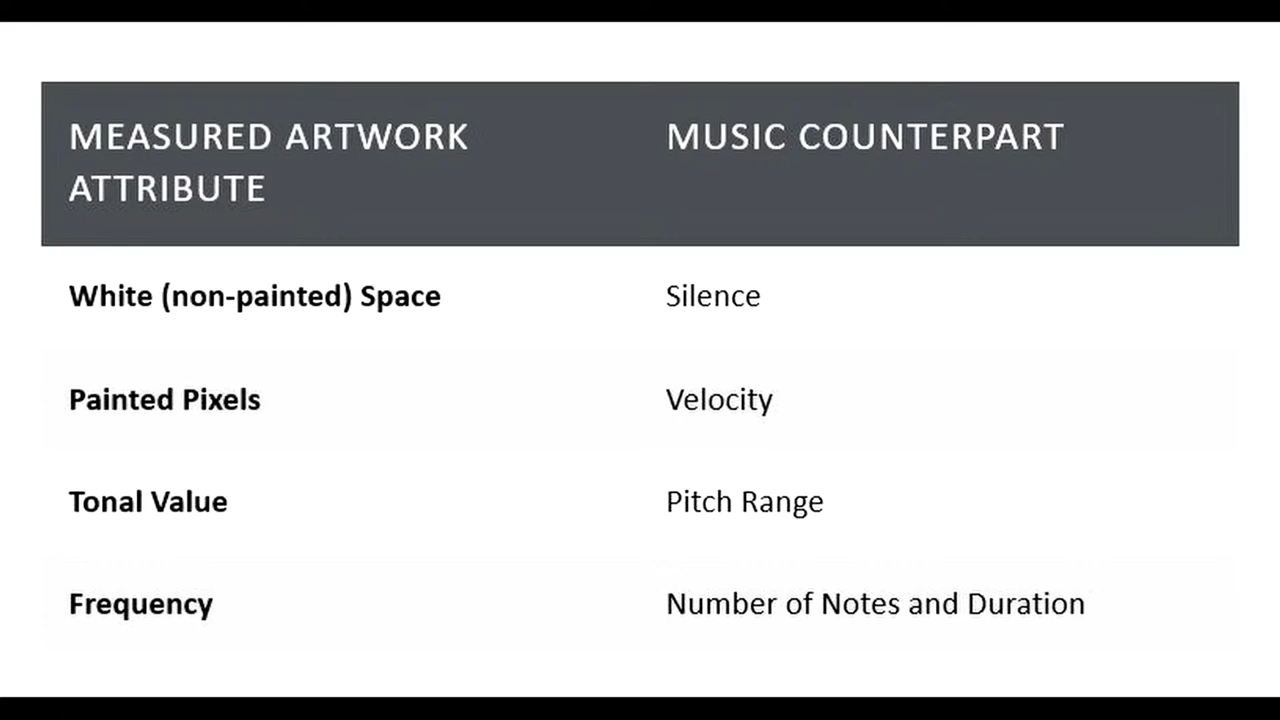 MEASURED ARTWORK
ATTRIBUTE
MUSIC COUNTERPART
White (non-painted) Space
Silence
Painted Pixels
Velocity
Tonal Value
Pitch Range
Frequency
Number of Notes and Duration